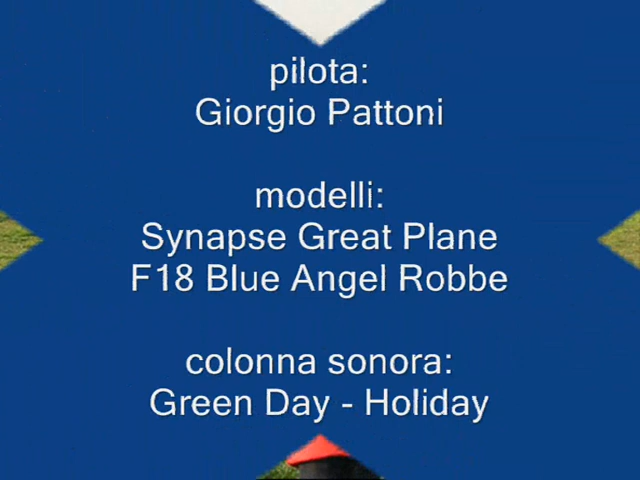 pilota:
Giorgio Pattoni
modelli:
Synapse Great Plane
F18 Blue Angel Robbe
colonna sonora:
Green Day - Holiday